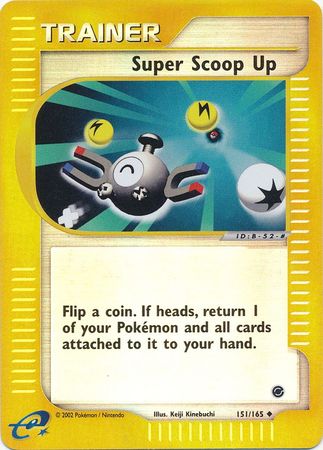 TRAINER
Super Scoop Up
ID:B-52-#
Flip a coin. If heads, return 1
of your Pokémon and all cards
attached to it to your hand.
e
© 2002 Pokémon / Nintendo Illus. Keiji Kinebuchi 151/165 ◆